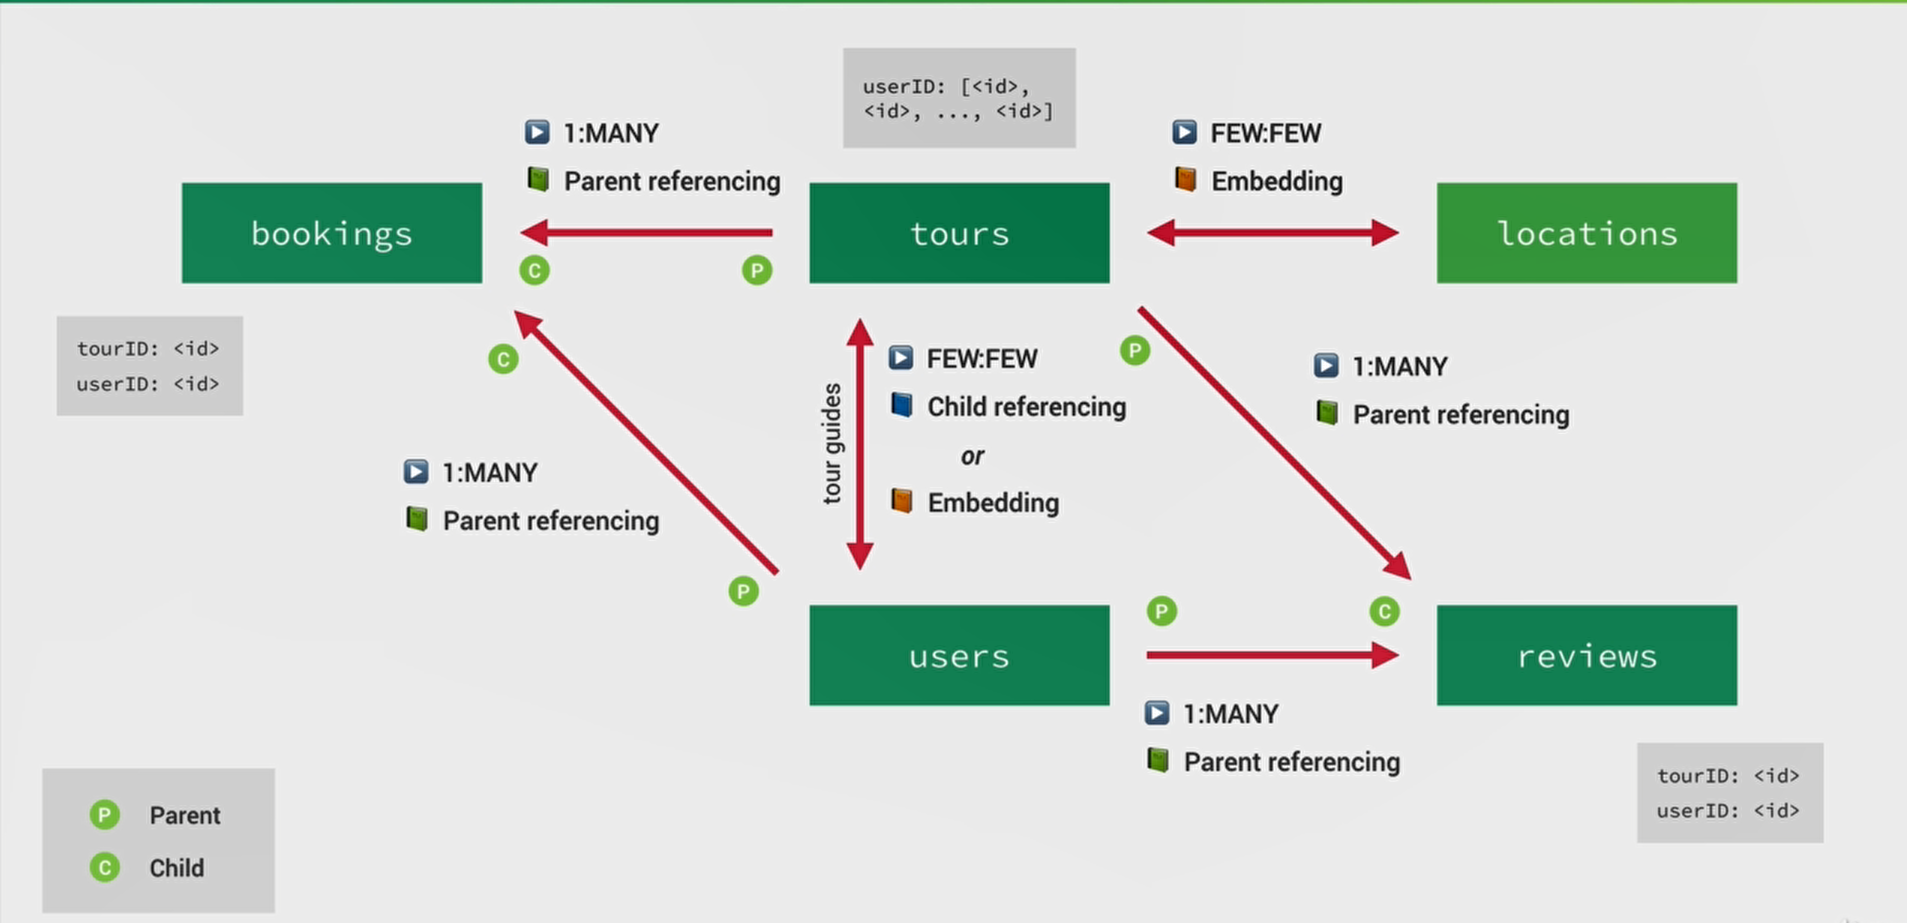 userID: [<id>,
<id>, ..., <id>]
1:MANY
Parent referencing
FEW:FEW
Embedding
bookings
tours
locations
C
P
tourID: <id>
userID: <id>
C
1:MANY
Parent referencing
P
tour guides
FEW:FEW
Child referencing
or
Embedding
P
1:MANY
Parent referencing
users
P
C
reviews
1:MANY
Parent referencing
tourID: <id>
userID: <id>
P Parent
C Child